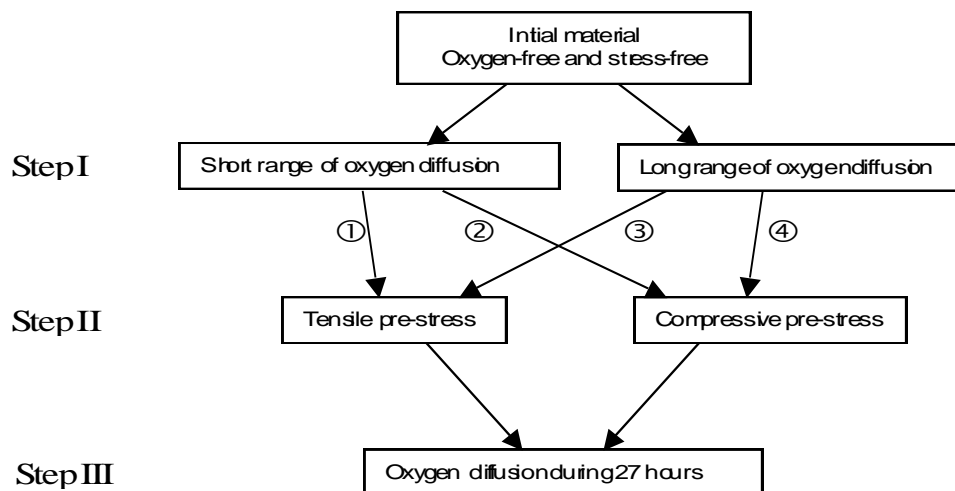 Intial material
Oxygen-free and stress-free
Step I
Short range of oxygen diffusion
Long range of oxygen diffusion
① ② ③ ④
Step II
Tensile pre-stress
Compressive pre-stress
Step III
Oxygen diffusion during 27 hours